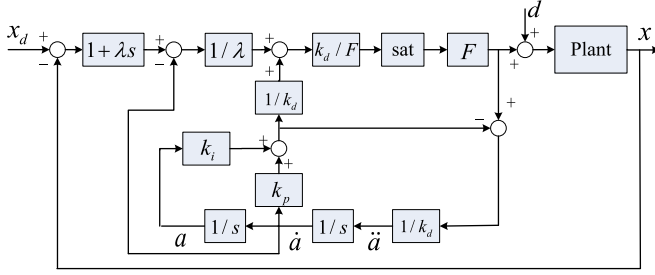 d
x_d + − 1+λs + − 1/λ + + k_d/F sat F + + Plant x
1/k_d
+ −
k_i + +
k_p
1/s 1/s 1/k_d
a ȧ ä